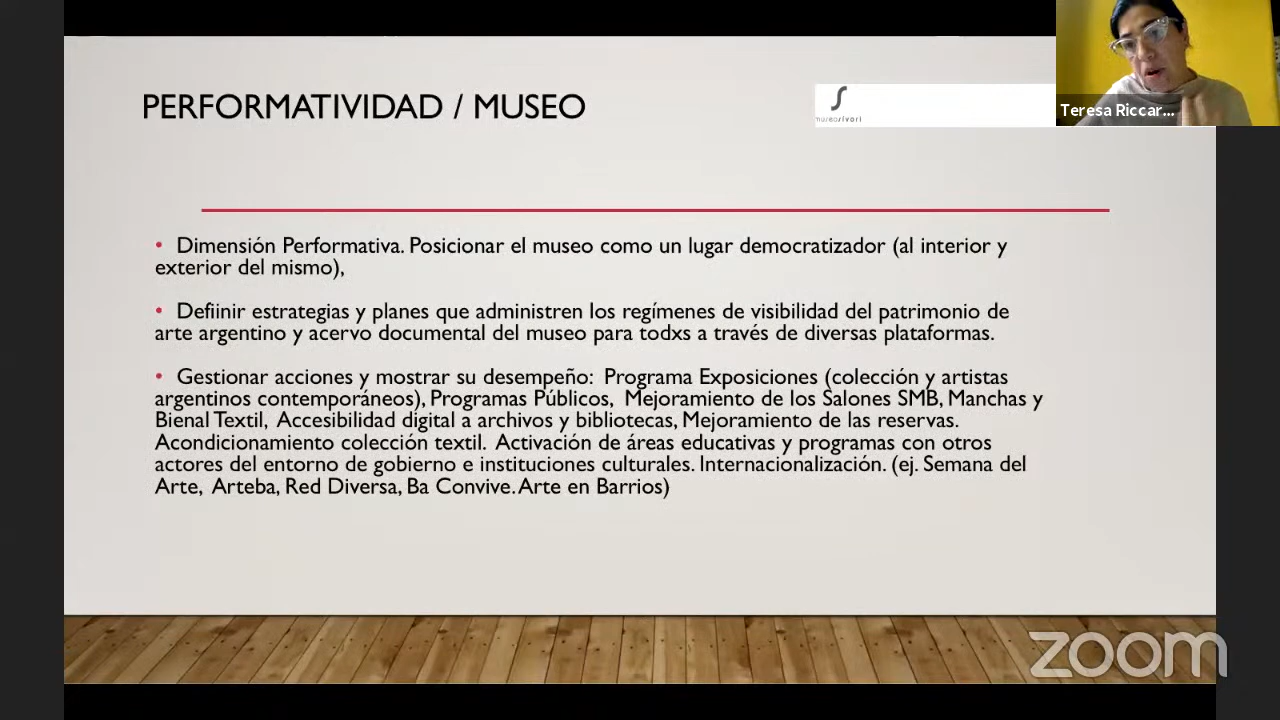 PERFORMATIVIDAD / MUSEO
museosívori
Teresa Riccar...
• Dimensión Performativa. Posicionar el museo como un lugar democratizador (al interior y
exterior del mismo),
• Defiinir estrategias y planes que administren los regímenes de visibilidad del patrimonio de
arte argentino y acervo documental del museo para todxs a través de diversas plataformas.
• Gestionar acciones y mostrar su desempeño: Programa Exposiciones (colección y artistas
argentinos contemporáneos), Programas Públicos, Mejoramiento de los Salones SMB, Manchas y
Bienal Textil, Accesibilidad digital a archivos y bibliotecas, Mejoramiento de las reservas.
Acondicionamiento colección textil. Activación de áreas educativas y programas con otros
actores del entorno de gobierno e instituciones culturales. Internacionalización. (ej. Semana del
Arte, Arteba, Red Diversa, Ba Convive. Arte en Barrios)
zoom